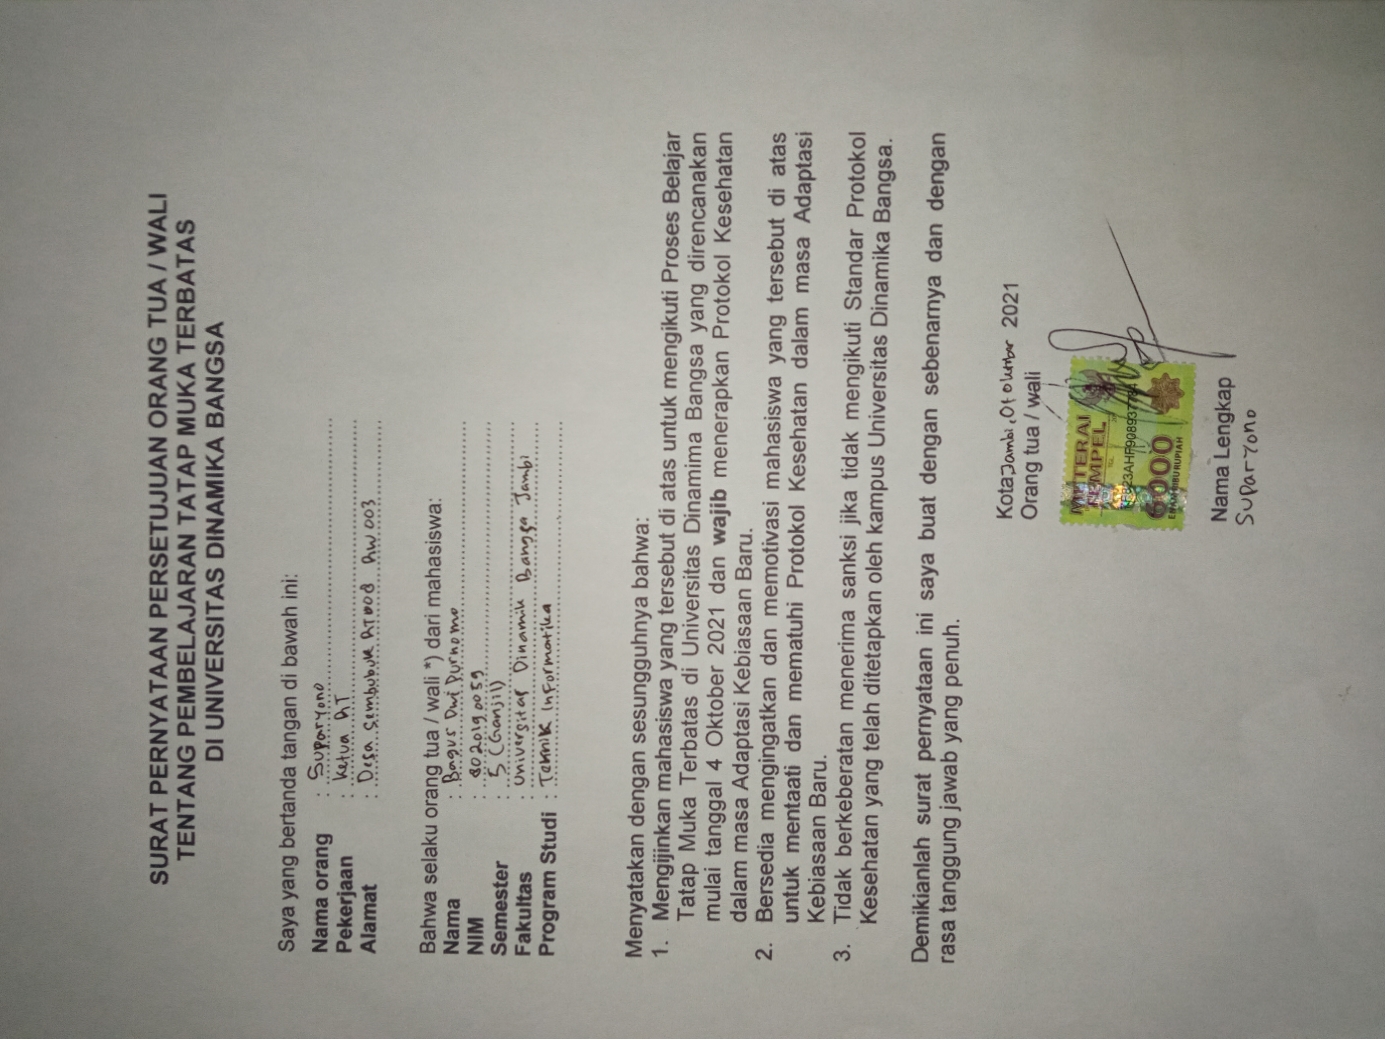 SURAT PERNYATAAN PERSETUJUAN ORANG TUA / WALI
TENTANG PEMBELAJARAN TATAP MUKA TERBATAS
DI UNIVERSITAS DINAMIKA BANGSA
Saya yang bertanda tangan di bawah ini:
Nama orang : Suparyono
Pekerjaan : Ketua RT
Alamat : Desa Sembubuk RT 008 RW 003
Bahwa selaku orang tua / wali *) dari mahasiswa:
Nama : Bagus Dwi Purnomo
NIM : 8020190059
Semester : 5 (Ganjil)
Fakultas : Universitas Dinamik Bangsa Jambi
Program Studi : Teknik Informatika
Menyatakan dengan sesungguhnya bahwa:
1. Mengijinkan mahasiswa yang tersebut di atas untuk mengikuti Proses Belajar
Tatap Muka Terbatas di Universitas Dinamima Bangsa yang direncanakan
mulai tanggal 4 Oktober 2021 dan wajib menerapkan Protokol Kesehatan
dalam masa Adaptasi Kebiasaan Baru.
2. Bersedia mengingatkan dan memotivasi mahasiswa yang tersebut di atas
untuk mentaati dan mematuhi Protokol Kesehatan dalam masa Adaptasi
Kebiasaan Baru.
3. Tidak berkeberatan menerima sanksi jika tidak mengikuti Standar Protokol
Kesehatan yang telah ditetapkan oleh kampus Universitas Dinamika Bangsa.
Demikianlah surat pernyataan ini saya buat dengan sebenarnya dan dengan
rasa tanggung jawab yang penuh.
Kota Jambi, 2021
Orang tua / wali
METERAI
TEMPEL
6000
ENAM RIBU RUPIAH
Nama Lengkap
Suparyono